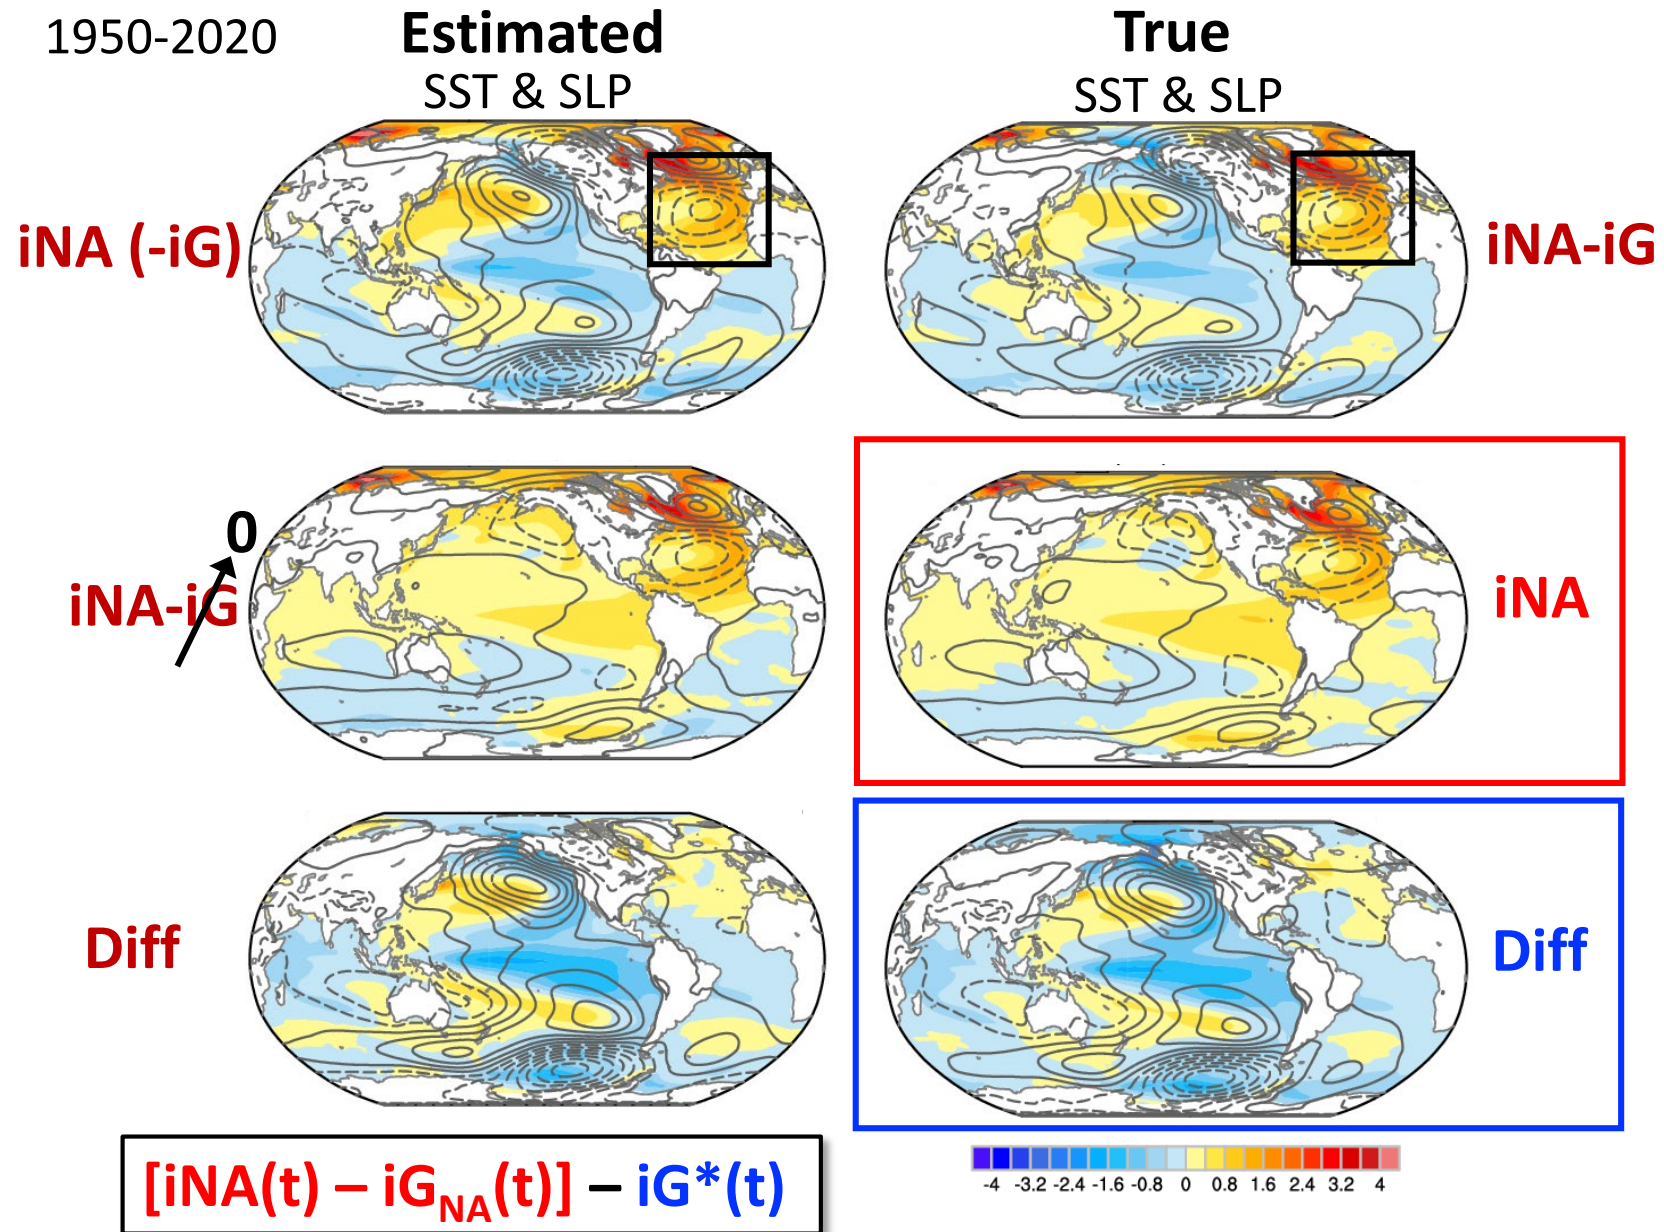 1950-2020
Estimated
SST & SLP
True
SST & SLP
iNA (-iG)
iNA-iG
0
iNA-iG
iNA
Diff
Diff
[iNA(t) – iG_NA(t)] – iG*(t)
-4 -3.2 -2.4 -1.6 -0.8 0 0.8 1.6 2.4 3.2 4